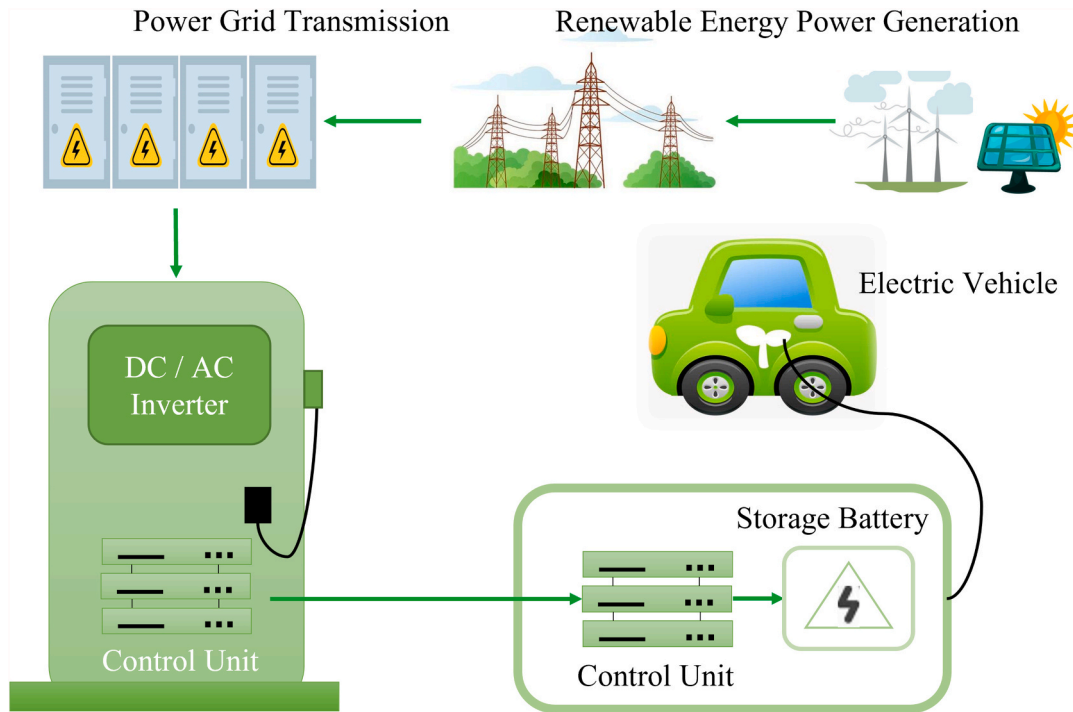 Power Grid Transmission
Renewable Energy Power Generation
Electric Vehicle
DC / AC
Inverter
Storage Battery
Control Unit
Control Unit